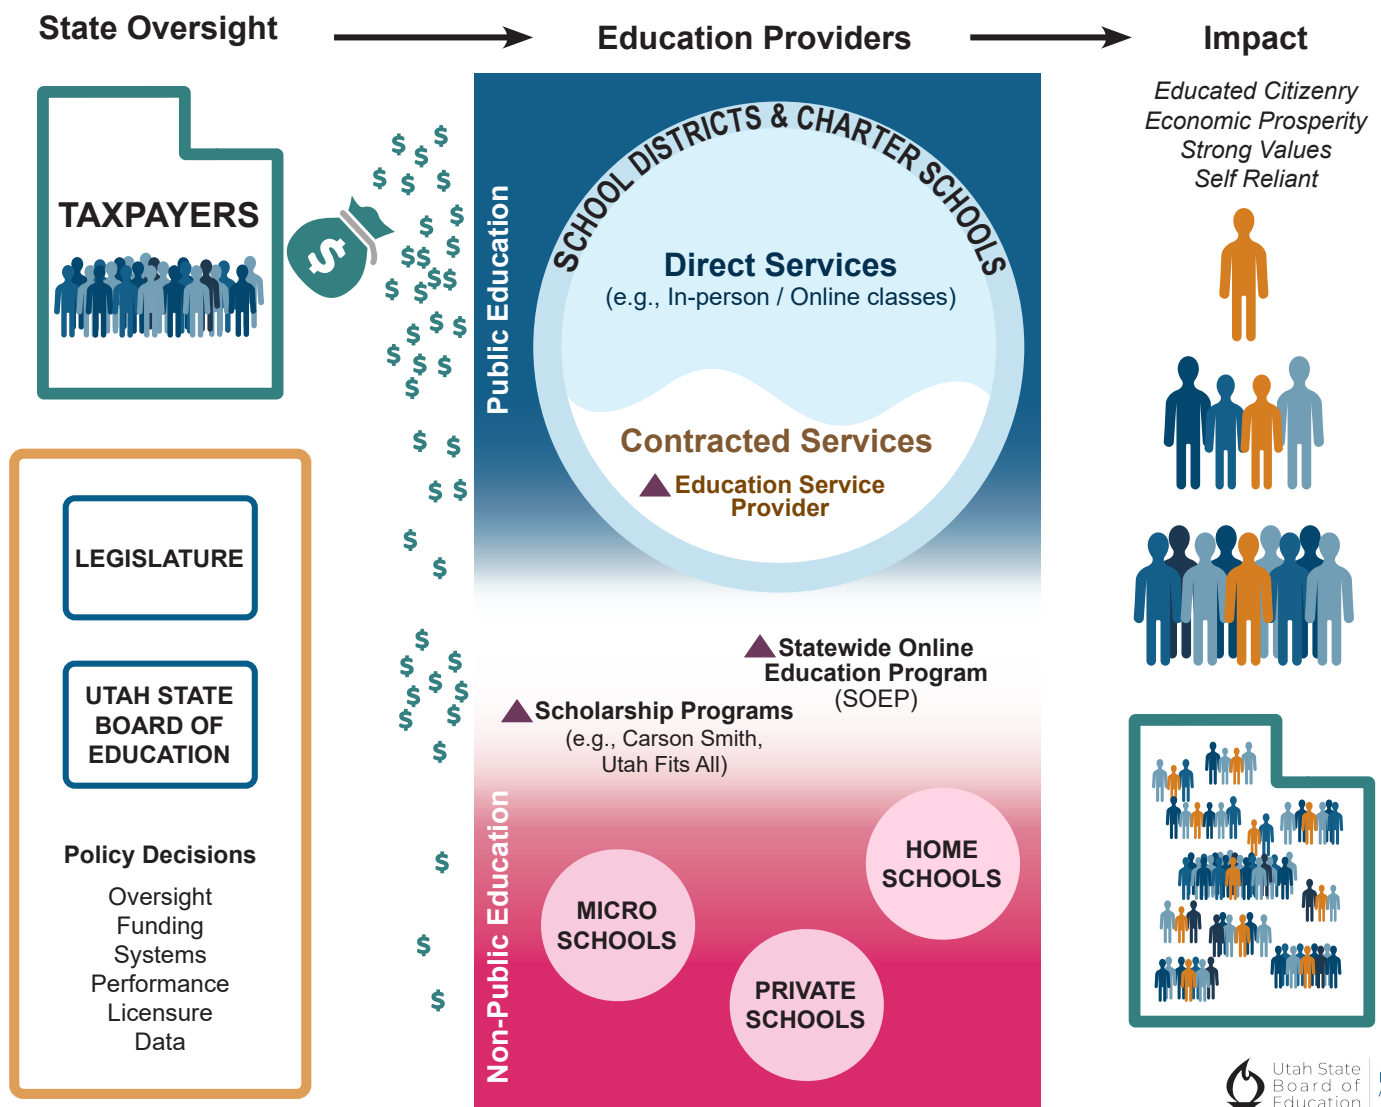 State Oversight
Education Providers
Impact
Educated Citizenry
Economic Prosperity
Strong Values
Self Reliant
TAXPAYERS
$
LEGISLATURE
UTAH STATE
BOARD OF
EDUCATION
Policy Decisions
Oversight
Funding
Systems
Performance
Licensure
Data
Public Education
SCHOOL DISTRICTS & CHARTER SCHOOLS
Direct Services
(e.g., In-person / Online classes)
Contracted Services
Education Service
Provider
Statewide Online
Education Program
(SOEP)
Scholarship Programs
(e.g., Carson Smith,
Utah Fits All)
Non-Public Education
HOME
SCHOOLS
MICRO
SCHOOLS
PRIVATE
SCHOOLS
Utah State
Board of
Education